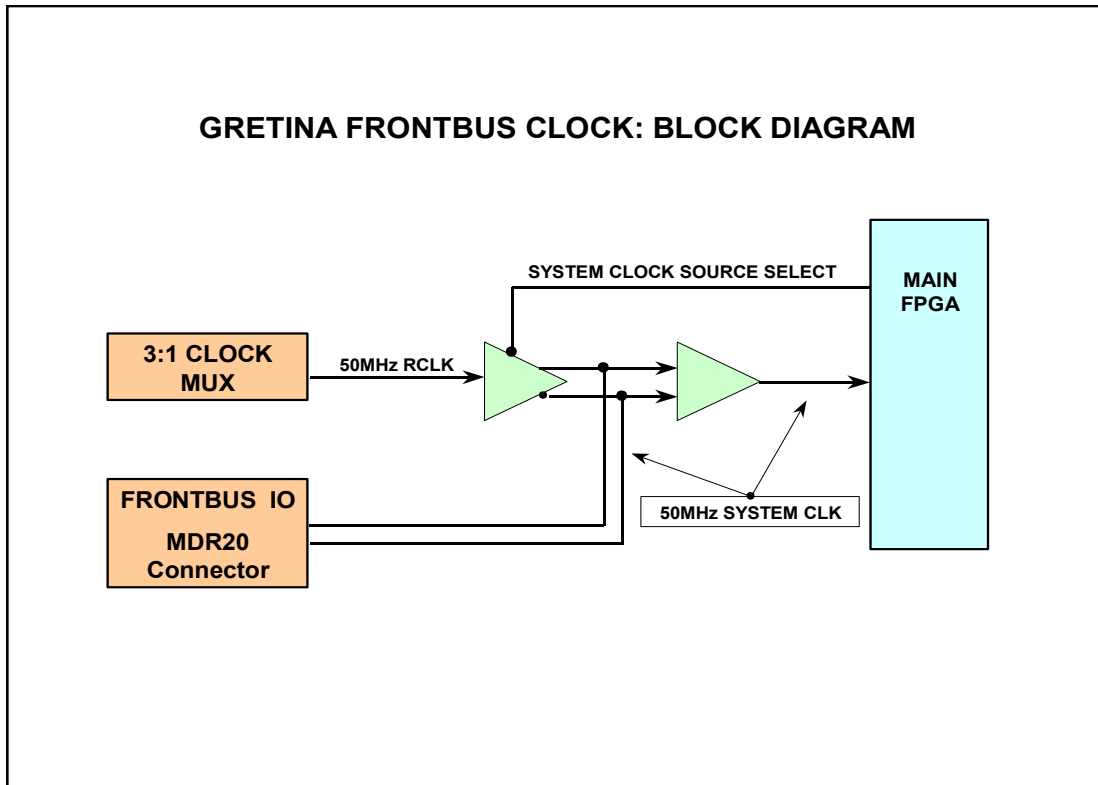 GRETINA FRONTBUS CLOCK: BLOCK DIAGRAM
SYSTEM CLOCK SOURCE SELECT
MAIN
FPGA
3:1 CLOCK
MUX
50MHz RCLK
FRONTBUS IO
MDR20
Connector
50MHz SYSTEM CLK